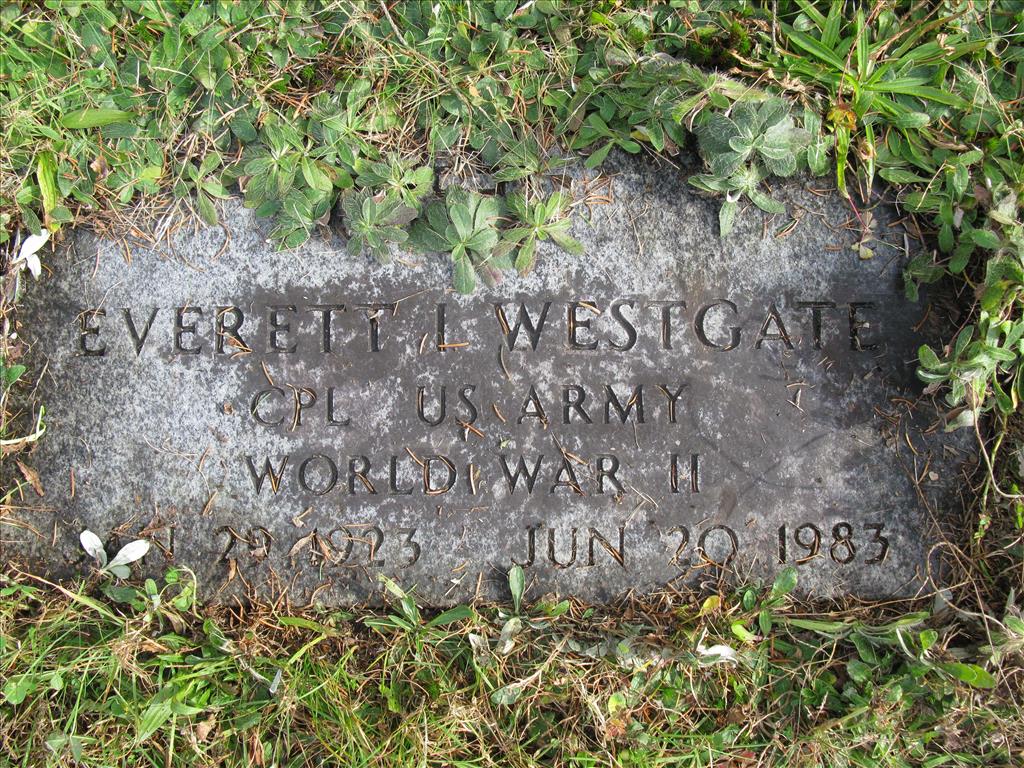 EVERETT L WESTGATE
CPL US ARMY
WORLD WAR II
29 1923 JUN 20 1983